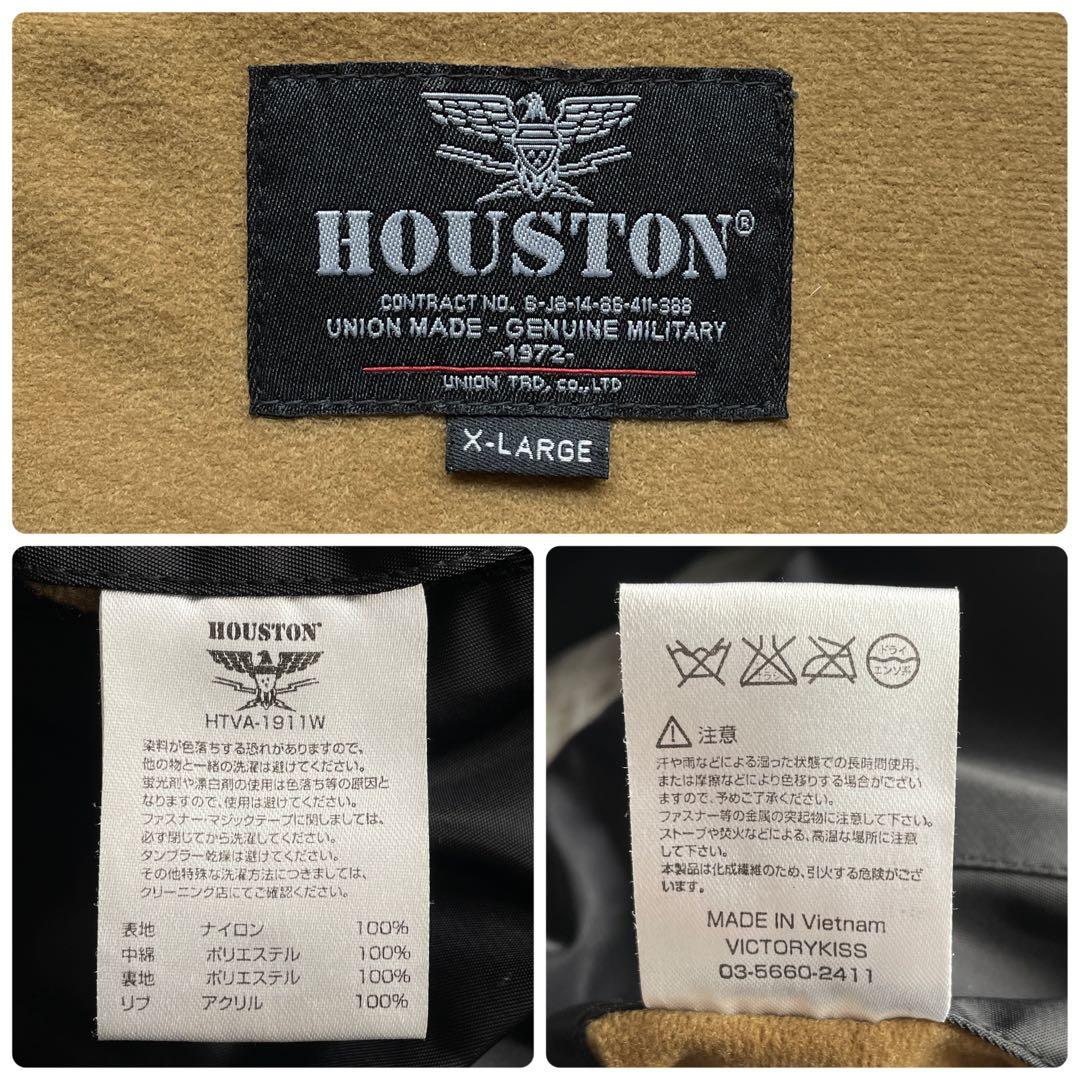 HOUSTON®
CONTRACT NO. 8-J8-14-86-411-388
UNION MADE - GENUINE MILITARY
-1972-
UNION TRD, co.,LTD
X-LARGE
HOUSTON
HTVA-1911W
染料が色落ちする恐れがありますので、
他の物と一緒の洗濯は避けてください。
蛍光剤や漂白剤の使用は色落ち等の原因と
なりますので、使用は避けてください。
ファスナー・マジックテープに関しましては、
必ず閉じてから洗濯してください。
タンブラー乾燥は避けてください。
その他特殊な洗濯方法につきましては、
クリーニング店にてご確認ください。
表地 ナイロン 100%
中綿 ポリエステル 100%
裏地 ポリエステル 100%
リブ アクリル 100%
ドライ
エンソ系
注意
汗や雨などによる湿った状態での長時間使用、
または摩擦などにより色移りする場合がござい
ますので、予めご了承ください。
ファスナー等の金属の突起物に注意して下さい。
ストーブや焚火などによる、高温な場所に注意
して下さい。
本製品は化成繊維のため、引火する危険がござ
います。
MADE IN Vietnam
VICTORYKISS
03-5660-2411